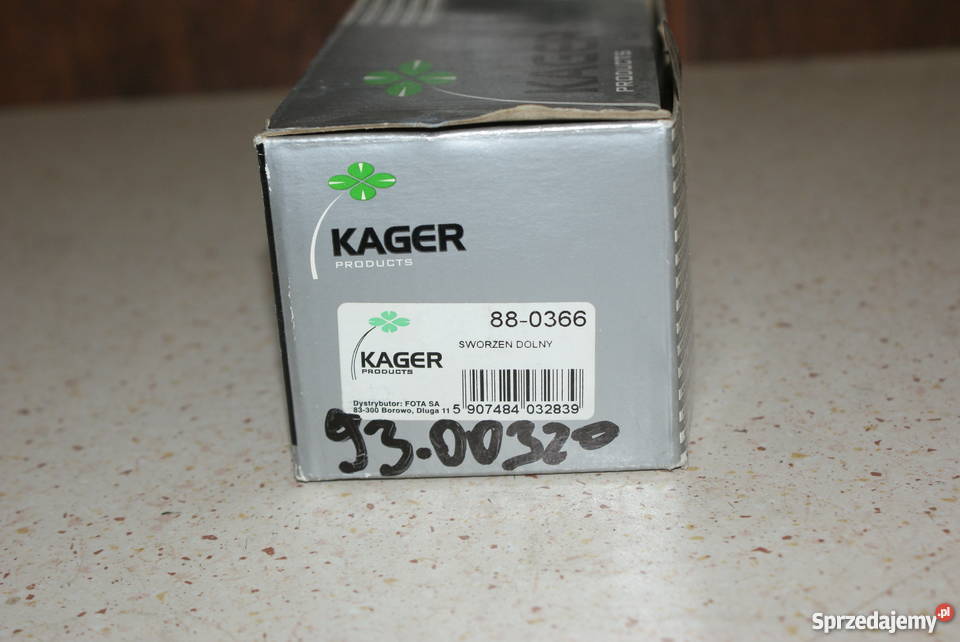 KAGER
PRODUCTS
KAGER
PRODUCTS
88-0366
SWORZEN DOLNY
KAGER
PRODUCTS
Dystrybutor: FOTA SA
83-300 Borowo, Dluga 11
5 907484 032839
93.00320
Sprzedajemy.pl